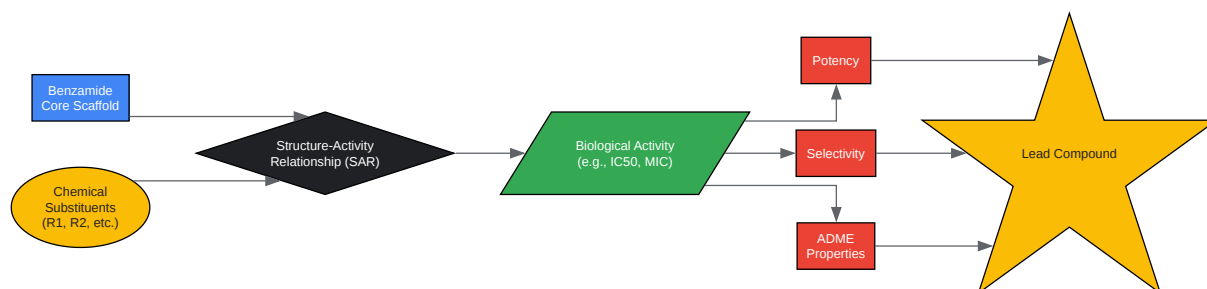 Benzamide
Core Scaffold
Chemical
Substituents
(R1, R2, etc.)
Structure-Activity
Relationship (SAR)
Biological Activity
(e.g., IC50, MIC)
Potency
Selectivity
ADME
Properties
Lead Compound